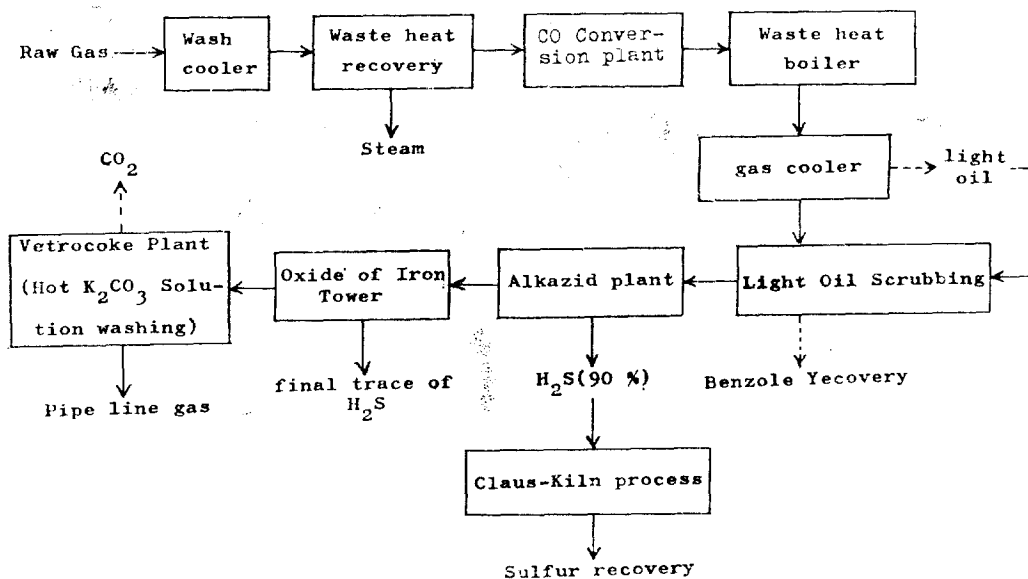 Raw Gas
Wash
cooler
Waste heat
recovery
CO Conver-
sion plant
Waste heat
boiler
Steam
CO2
gas cooler
light
oil
Vetrocoke Plant
(Hot K2CO3 Solu-
tion washing)
Oxide of Iron
Tower
Alkazid plant
Light Oil Scrubbing
Pipe line gas
final trace of
H2S
H2S(90 %)
Benzole Yecovery
Claus-Kiln process
Sulfur recovery